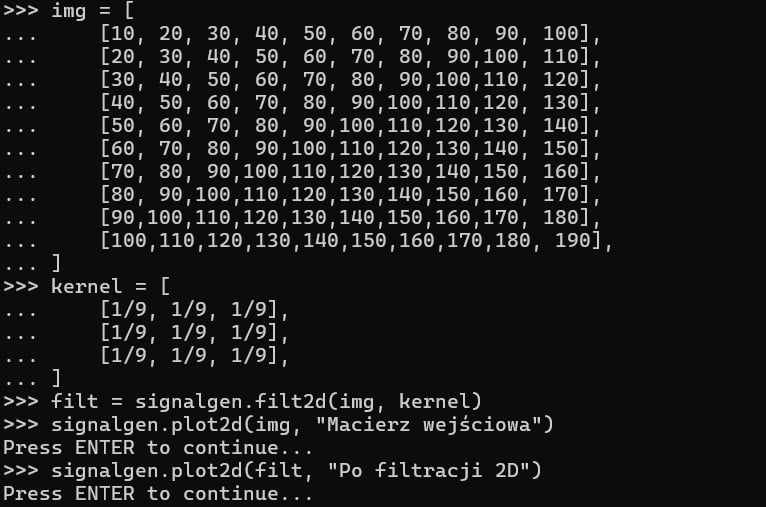 >>> img = [
...     [10, 20, 30, 40, 50, 60, 70, 80, 90, 100],
...     [20, 30, 40, 50, 60, 70, 80, 90,100, 110],
...     [30, 40, 50, 60, 70, 80, 90,100,110, 120],
...     [40, 50, 60, 70, 80, 90,100,110,120, 130],
...     [50, 60, 70, 80, 90,100,110,120,130, 140],
...     [60, 70, 80, 90,100,110,120,130,140, 150],
...     [70, 80, 90,100,110,120,130,140,150, 160],
...     [80, 90,100,110,120,130,140,150,160, 170],
...     [90,100,110,120,130,140,150,160,170, 180],
...     [100,110,120,130,140,150,160,170,180, 190],
... ]
>>> kernel = [
...     [1/9, 1/9, 1/9],
...     [1/9, 1/9, 1/9],
...     [1/9, 1/9, 1/9],
... ]
>>> filt = signalgen.filt2d(img, kernel)
>>> signalgen.plot2d(img, "Macierz wejściowa")
Press ENTER to continue...
>>> signalgen.plot2d(filt, "Po filtracji 2D")
Press ENTER to continue...